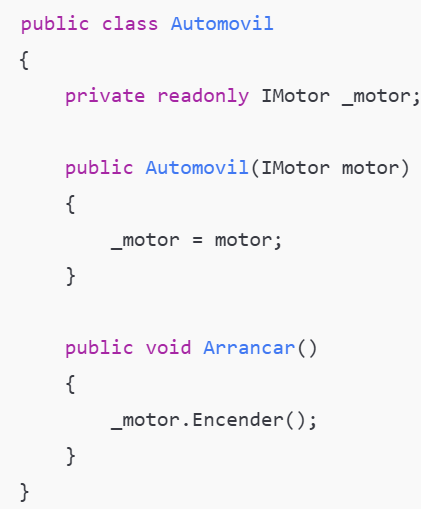 public class Automovil
{
    private readonly IMotor _motor;

    public Automovil(IMotor motor)
    {
        _motor = motor;
    }

    public void Arrancar()
    {
        _motor.Encender();
    }
}